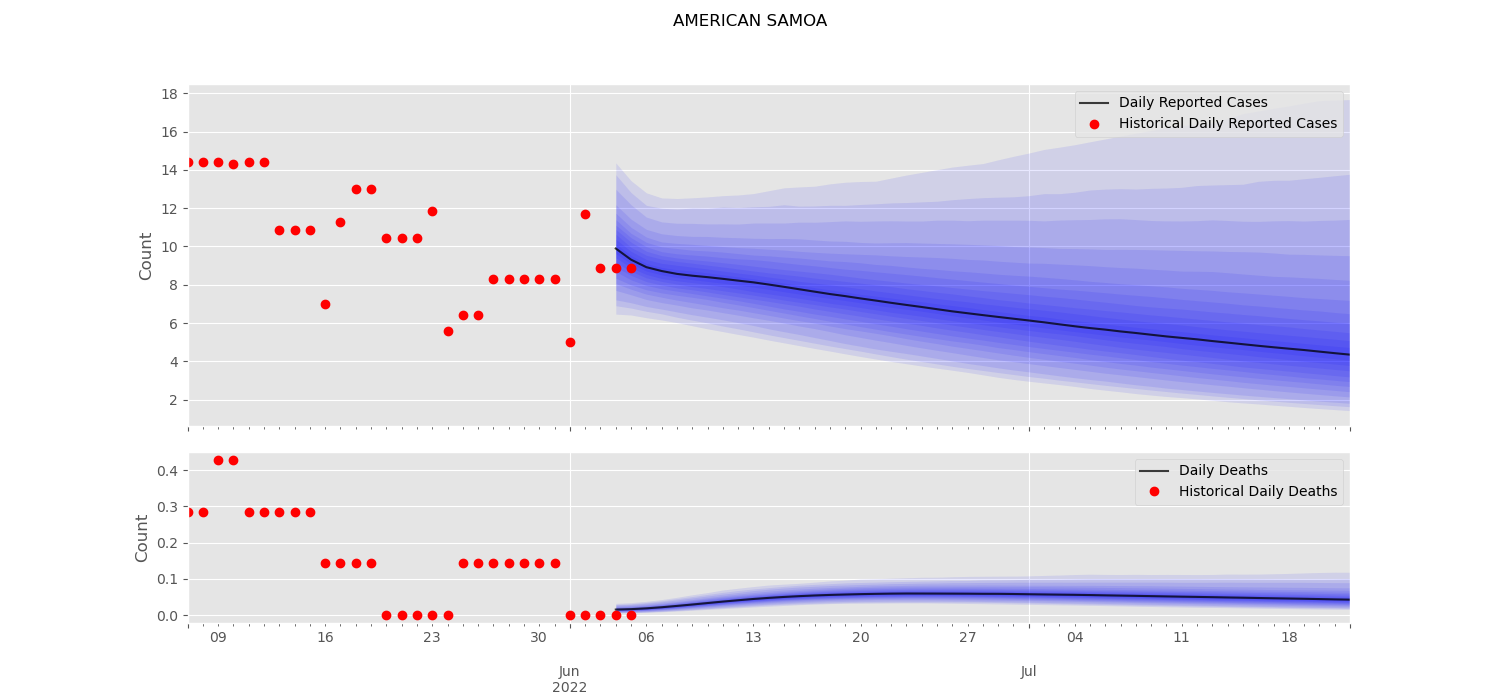 AMERICAN SAMOA
18
16
14
12
10
8
6
4
2
Count
Daily Reported Cases
Historical Daily Reported Cases
0.4
0.3
0.2
0.1
0.0
Count
Daily Deaths
Historical Daily Deaths
09 16 23 30 06 13 20 27 04 11 18
Jun Jul
2022